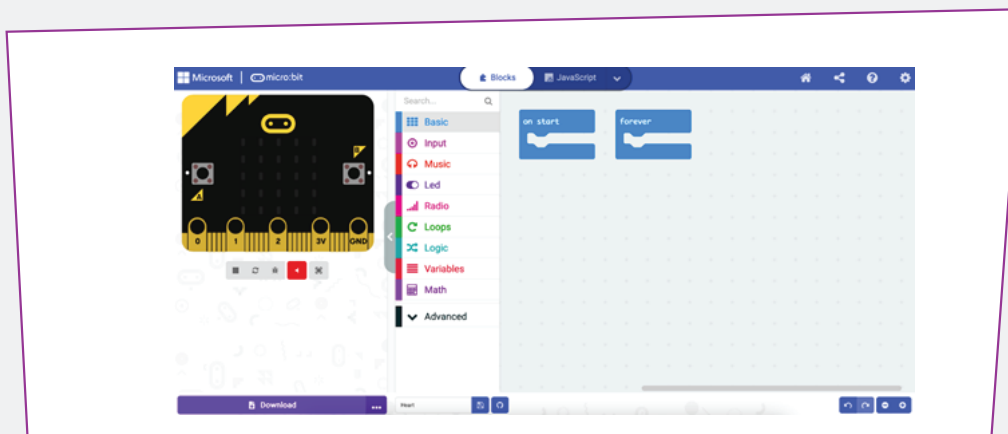 Microsoft | micro:bit
Blocks
JavaScript
Search...
Basic
Input
Music
Led
Radio
Loops
Logic
Variables
Math
Advanced
on start
forever
B
A
0 1 2 3V GND
Download ...
Heart